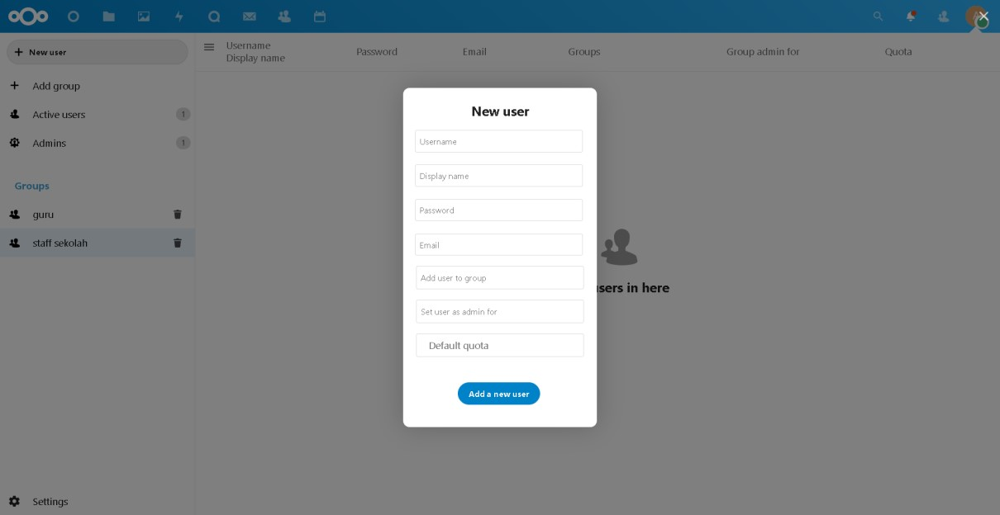 New user
Username
Display name
Password
Email
Groups
Group admin for
Quota
Add group
Active users
1
Admins
1
Groups
guru
staff sekolah
Settings
New user
Username
Display name
Password
Email
Add user to group
Set user as admin for
Default quota
Add a new user
in here